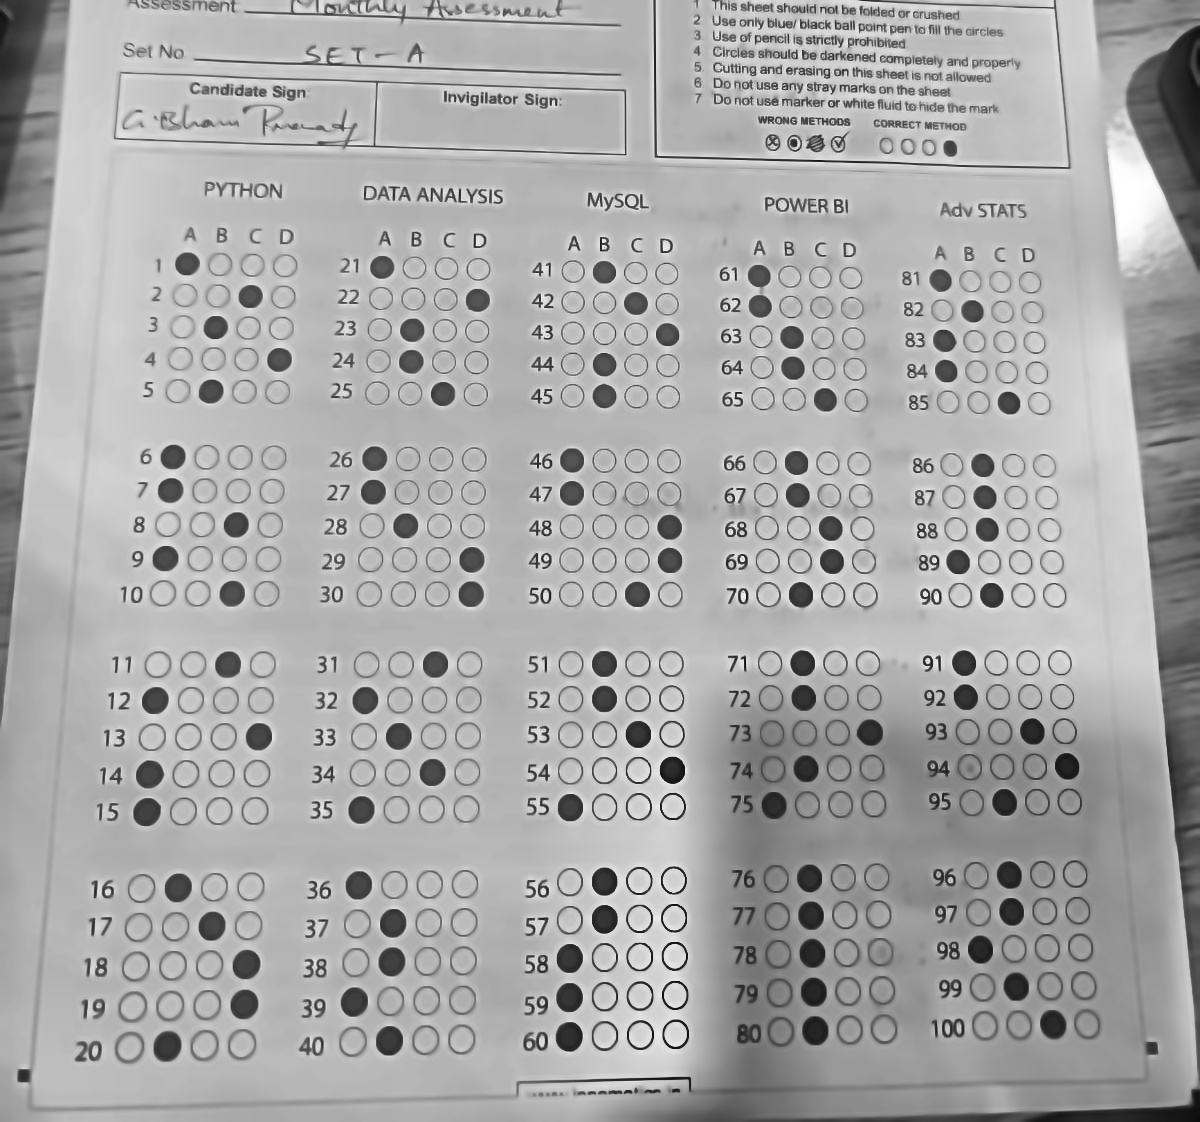 Assessment Monthly Assessment
Set No SET-A
Candidate Sign:
Invigilator Sign:
1 This sheet should not be folded or crushed
2 Use only blue/ black ball point pen to fill the circles
3 Use of pencil is strictly prohibited
4 Circles should be darkened completely and properly
5 Cutting and erasing on this sheet is not allowed
6 Do not use any stray marks on the sheet
7 Do not use marker or white fluid to hide the mark
WRONG METHODS CORRECT METHOD
PYTHON DATA ANALYSIS MySQL POWER BI Adv STATS
A B C D A B C D A B C D A B C D A B C D
1 21 41 61 81
2 22 42 62 82
3 23 43 63 83
4 24 44 64 84
5 25 45 65 85
6 26 46 66 86
7 27 47 67 87
8 28 48 68 88
9 29 49 69 89
10 30 50 70 90
11 31 51 71 91
12 32 52 72 92
13 33 53 73 93
14 34 54 74 94
15 35 55 75 95
16 36 56 76 96
17 37 57 77 97
18 38 58 78 98
19 39 59 79 99
20 40 60 80 100